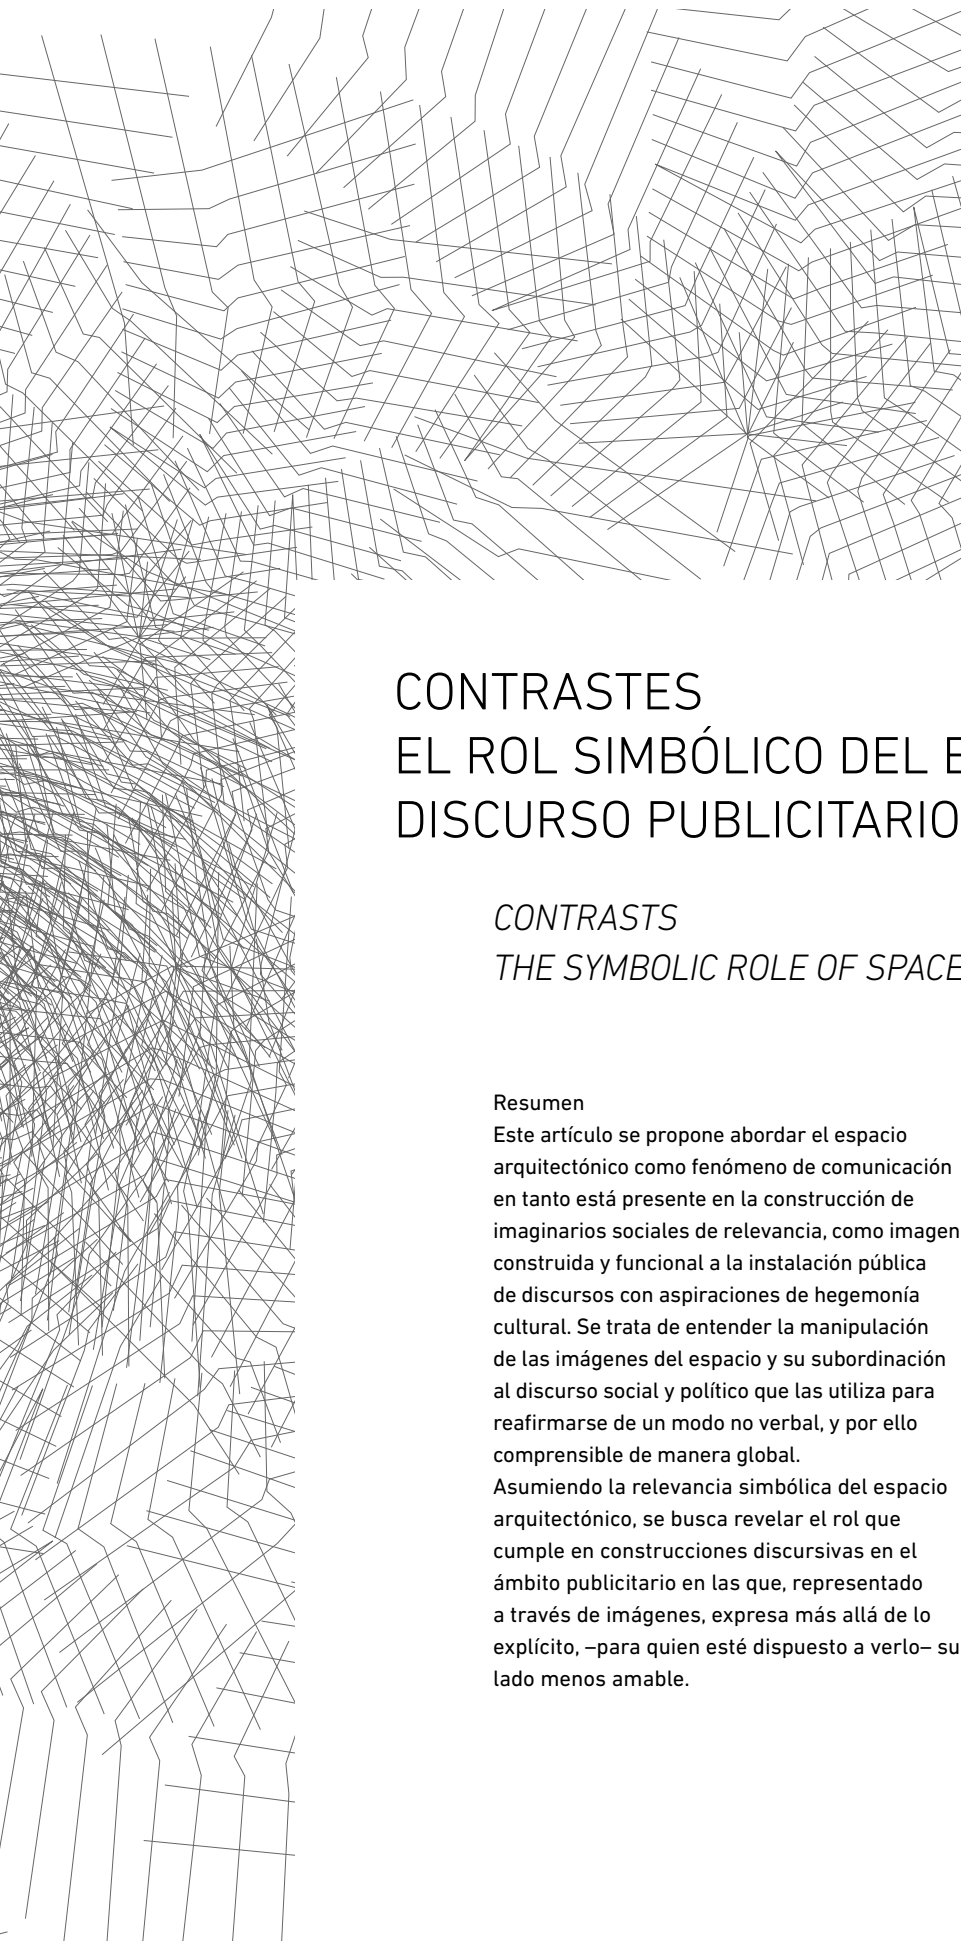 CONTRASTES
EL ROL SIMBÓLICO DEL E
DISCURSO PUBLICITARIO
CONTRASTS
THE SYMBOLIC ROLE OF SPACE
Resumen
Este artículo se propone abordar el espacio
arquitectónico como fenómeno de comunicación
en tanto está presente en la construcción de
imaginarios sociales de relevancia, como imagen
construida y funcional a la instalación pública
de discursos con aspiraciones de hegemonía
cultural. Se trata de entender la manipulación
de las imágenes del espacio y su subordinación
al discurso social y político que las utiliza para
reafirmarse de un modo no verbal, y por ello
comprensible de manera global.
Asumiendo la relevancia simbólica del espacio
arquitectónico, se busca revelar el rol que
cumple en construcciones discursivas en el
ámbito publicitario en las que, representado
a través de imágenes, expresa más allá de lo
explícito, –para quien esté dispuesto a verlo– su
lado menos amable.